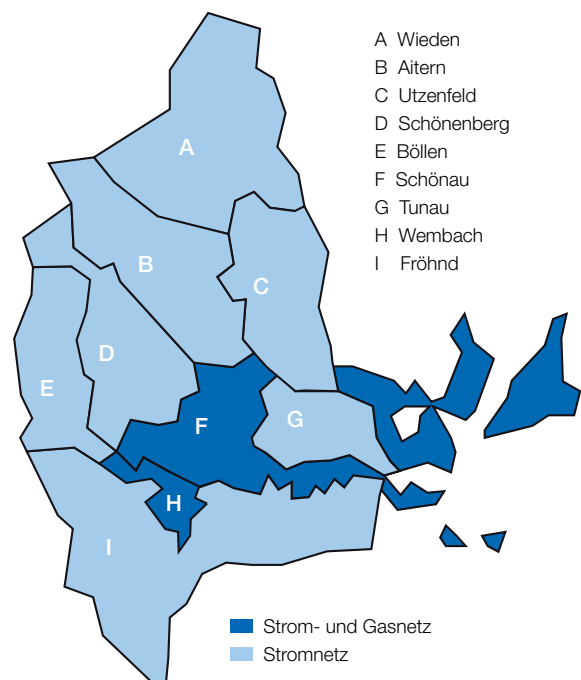 A Wieden
B Aitern
C Utzenfeld
D Schönenberg
E Böllen
F Schönau
G Tunau
H Wembach
I Fröhnd
A
B
C
D
E
F
G
H
I
Strom- und Gasnetz
Stromnetz